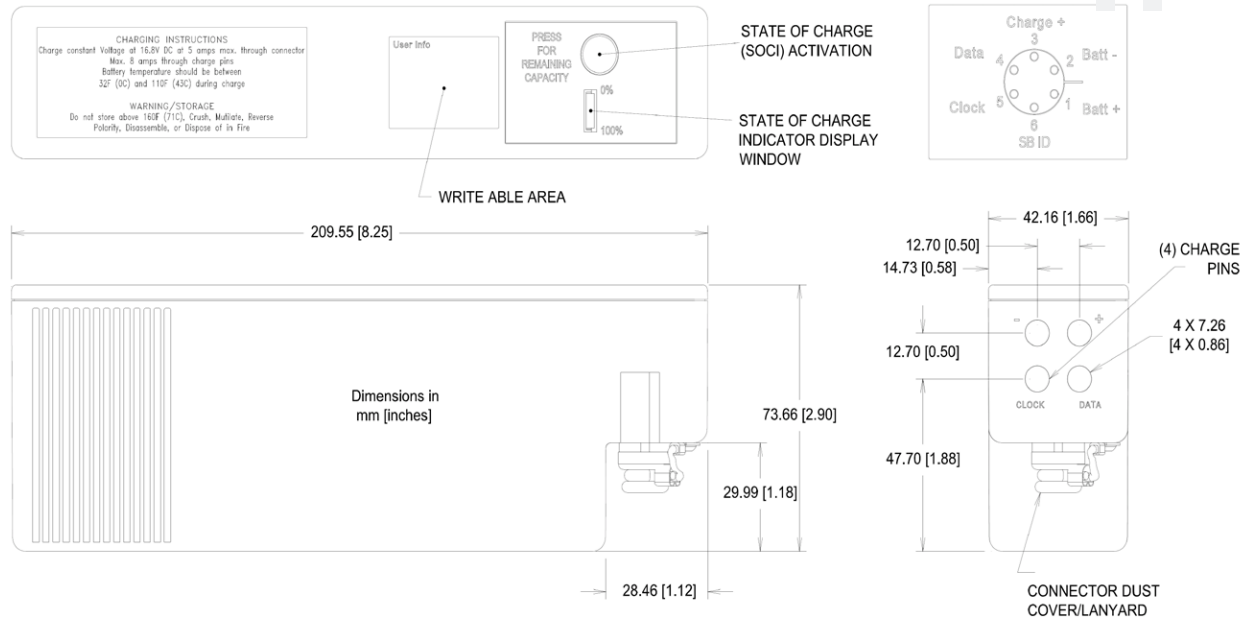 CHARGING INSTRUCTIONS
Charge constant Voltage at 16.8V DC at 5 amps max. through connector
Max. 8 amps through charge pins
Battery temperature should be between
32F (0C) and 110F (43C) during charge
WARNING/STORAGE
Do not store above 160F (71C), Crush, Mutilate, Reverse
Polarity, Disassemble, or Dispose of in Fire
User Info
PRESS
FOR
REMAINING
CAPACITY
0%
100%
STATE OF CHARGE
(SOCI) ACTIVATION
STATE OF CHARGE
INDICATOR DISPLAY
WINDOW
WRITE ABLE AREA
Charge +
3
Data
4
2
Batt -
Clock
5
1
Batt +
6
SB ID
209.55 [8.25]
Dimensions in
mm [inches]
73.66 [2.90]
29.99 [1.18]
28.46 [1.12]
42.16 [1.66]
12.70 [0.50]
14.73 [0.58]
(4) CHARGE
PINS
-
+
12.70 [0.50]
4 X 7.26
[4 X 0.86]
CLOCK
DATA
47.70 [1.88]
CONNECTOR DUST
COVER/LANYARD